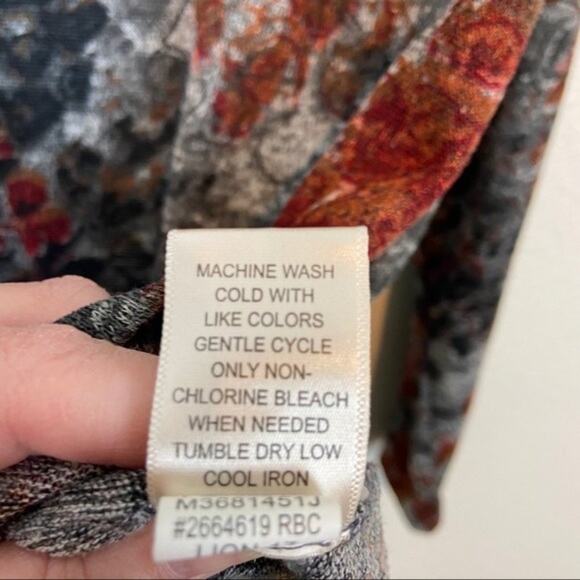 MACHINE WASH
COLD WITH
LIKE COLORS
GENTLE CYCLE
ONLY NON-
CHLORINE BLEACH
WHEN NEEDED
TUMBLE DRY LOW
COOL IRON
M3681451J
#2664619 RBC